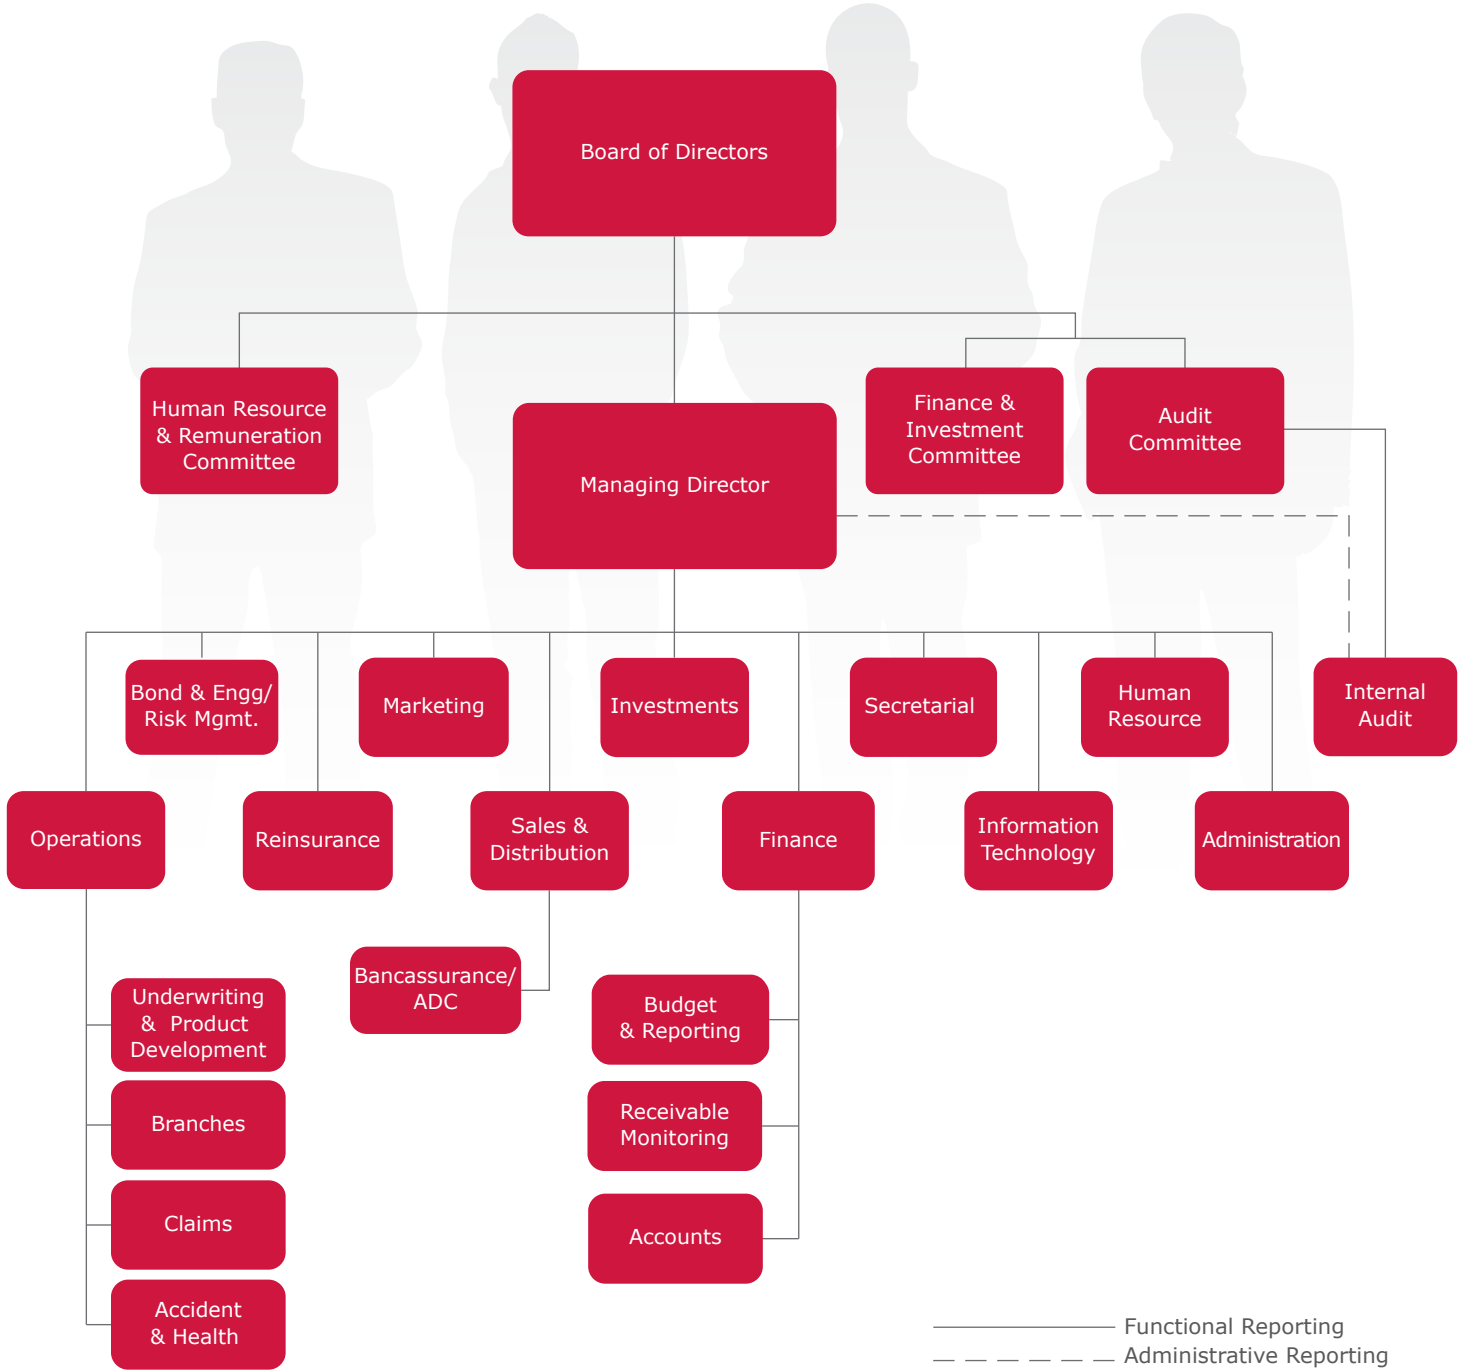 Board of Directors
Human Resource
& Remuneration
Committee
Managing Director
Finance &
Investment
Committee
Audit
Committee
Bond & Engg/
Risk Mgmt.
Marketing
Investments
Secretarial
Human
Resource
Internal
Audit
Operations
Reinsurance
Sales &
Distribution
Finance
Information
Technology
Administration
Bancassurance/
ADC
Underwriting
& Product
Development
Branches
Claims
Accident
& Health
Budget
& Reporting
Receivable
Monitoring
Accounts
Functional Reporting
Administrative Reporting